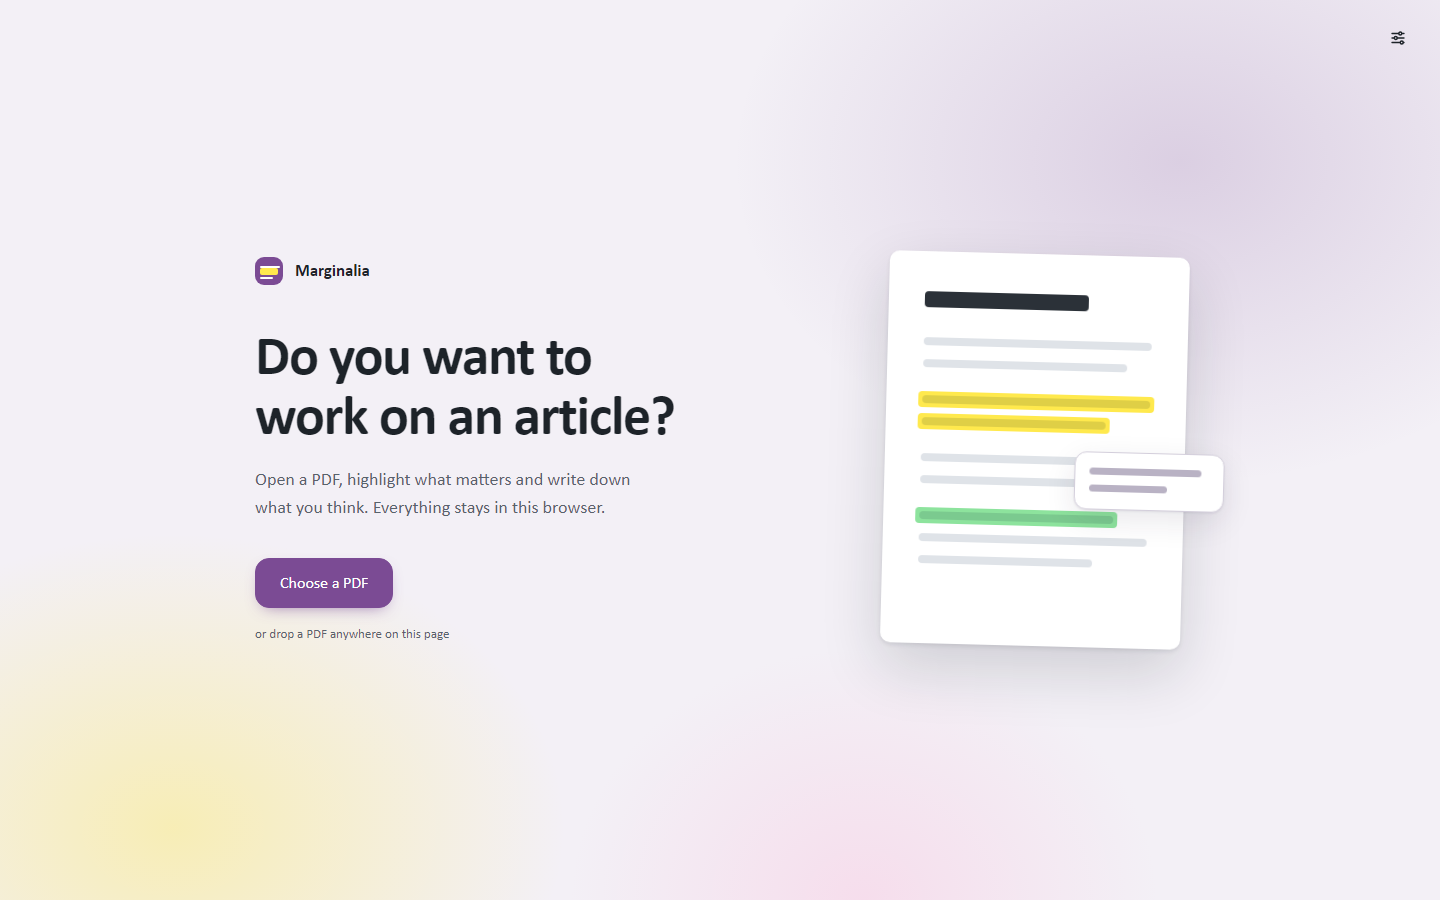 Marginalia
Do you want to
work on an article?
Open a PDF, highlight what matters and write down
what you think. Everything stays in this browser.
Choose a PDF
or drop a PDF anywhere on this page